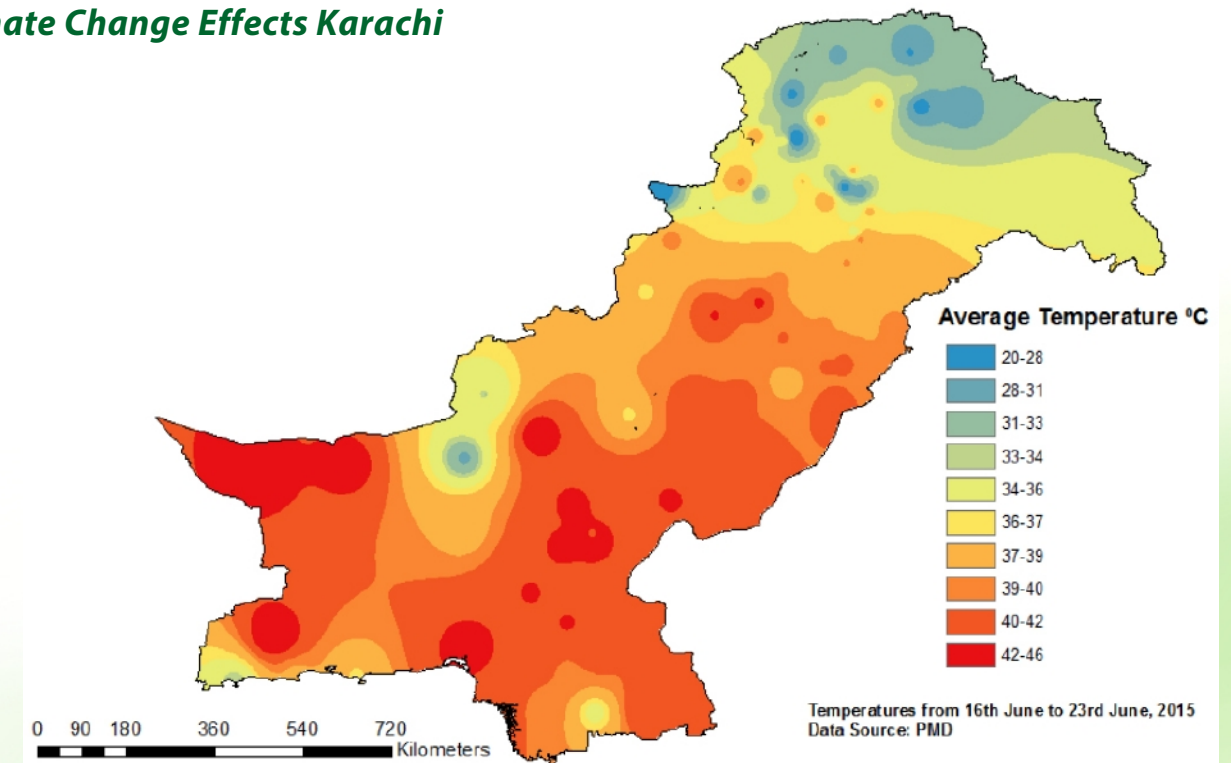 ate Change Effects Karachi
Average Temperature ºC
20-28
28-31
31-33
33-34
34-36
36-37
37-39
39-40
40-42
42-46
0 90 180 360 540 720
Kilometers
Temperatures from 16th June to 23rd June, 2015
Data Source: PMD